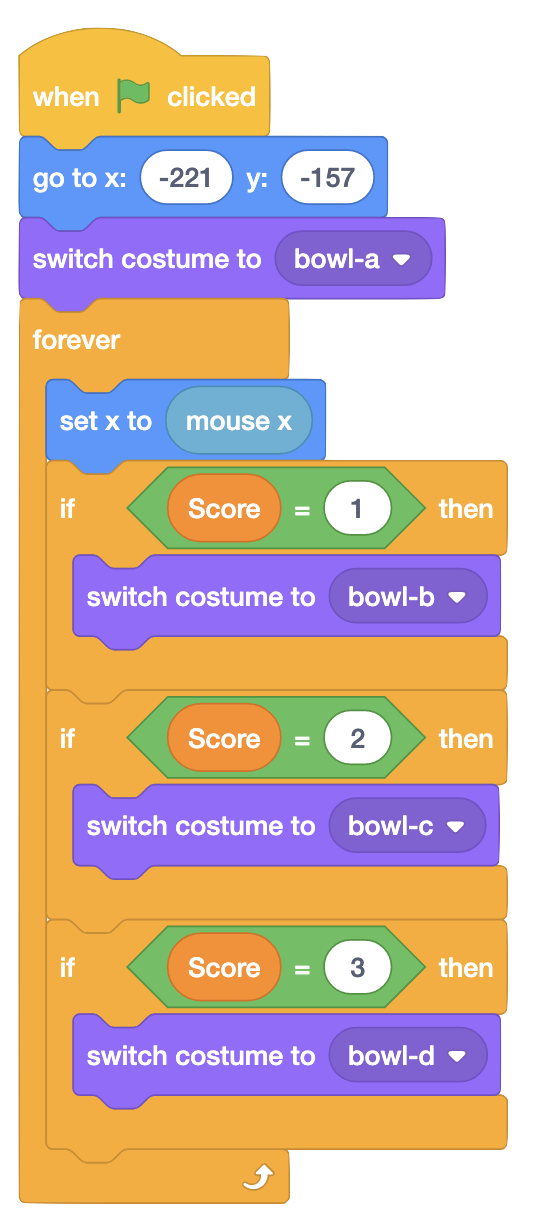 when clicked
go to x: -221 y: -157
switch costume to bowl-a
forever
set x to mouse x
if Score = 1 then
switch costume to bowl-b
if Score = 2 then
switch costume to bowl-c
if Score = 3 then
switch costume to bowl-d